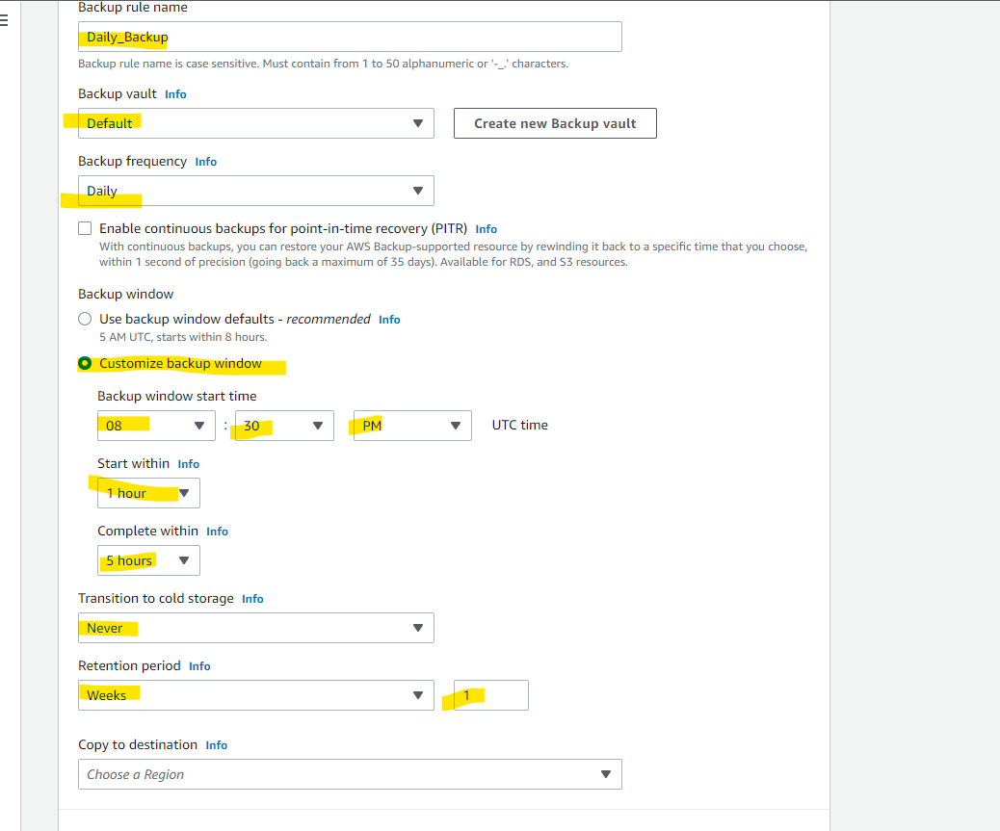 Backup rule name
Daily_Backup
Backup rule name is case sensitive. Must contain from 1 to 50 alphanumeric or '-_.' characters.
Backup vault Info
Default Create new Backup vault
Backup frequency Info
Daily
Enable continuous backups for point-in-time recovery (PITR) Info
With continuous backups, you can restore your AWS Backup-supported resource by rewinding it back to a specific time that you choose,
within 1 second of precision (going back a maximum of 35 days). Available for RDS, and S3 resources.
Backup window
Use backup window defaults - recommended Info
5 AM UTC, starts within 8 hours.
Customize backup window
Backup window start time
08 : 30 PM UTC time
Start within Info
1 hour
Complete within Info
5 hours
Transition to cold storage Info
Never
Retention period Info
Weeks 1
Copy to destination Info
Choose a Region